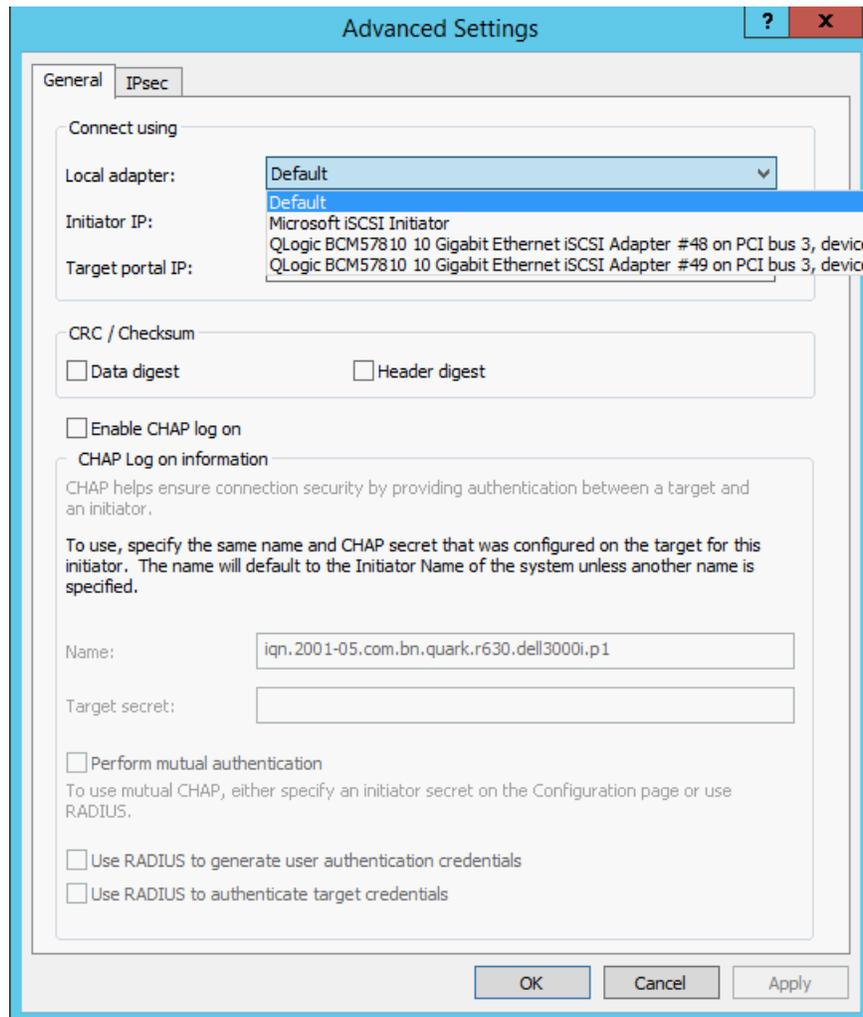 Advanced Settings
?
x
General
IPsec
Connect using
Local adapter:
Default
Default
Initiator IP:
Microsoft iSCSI Initiator
QLogic BCM57810 10 Gigabit Ethernet iSCSI Adapter #48 on PCI bus 3, device
Target portal IP:
QLogic BCM57810 10 Gigabit Ethernet iSCSI Adapter #49 on PCI bus 3, device
CRC / Checksum
Data digest
Header digest
Enable CHAP log on
CHAP Log on information
CHAP helps ensure connection security by providing authentication between a target and
an initiator.
To use, specify the same name and CHAP secret that was configured on the target for this
initiator. The name will default to the Initiator Name of the system unless another name is
specified.
Name:
iqn.2001-05.com.bn.quark.r630.dell3000i.p1
Target secret:
Perform mutual authentication
To use mutual CHAP, either specify an initiator secret on the Configuration page or use
RADIUS.
Use RADIUS to generate user authentication credentials
Use RADIUS to authenticate target credentials
OK
Cancel
Apply